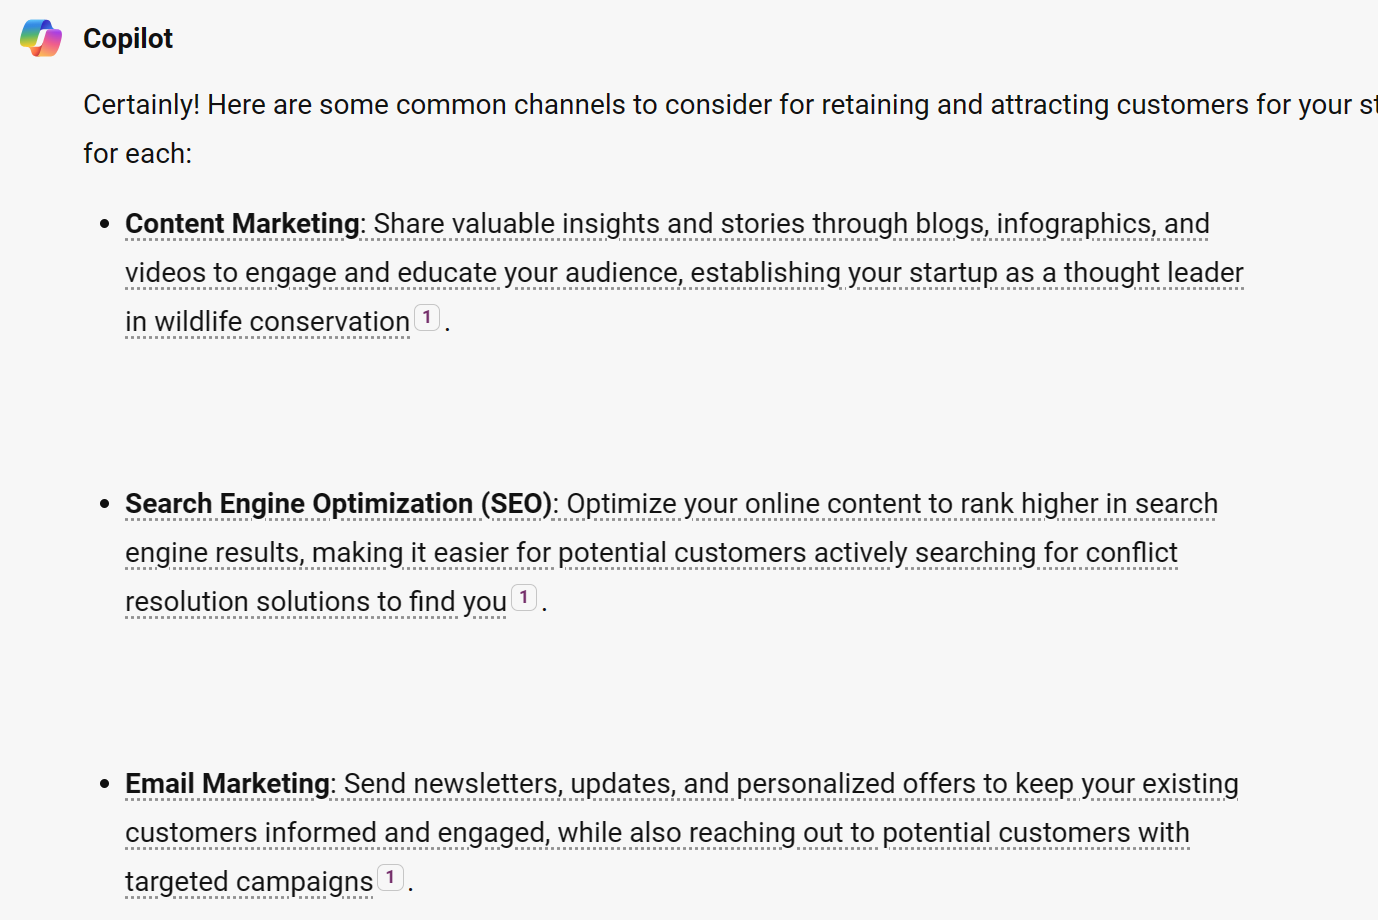 Copilot
Certainly! Here are some common channels to consider for retaining and attracting customers for your
for each:
Content Marketing: Share valuable insights and stories through blogs, infographics, and
videos to engage and educate your audience, establishing your startup as a thought leader
in wildlife conservation 1 .
Search Engine Optimization (SEO): Optimize your online content to rank higher in search
engine results, making it easier for potential customers actively searching for conflict
resolution solutions to find you 1 .
Email Marketing: Send newsletters, updates, and personalized offers to keep your existing
customers informed and engaged, while also reaching out to potential customers with
targeted campaigns 1 .